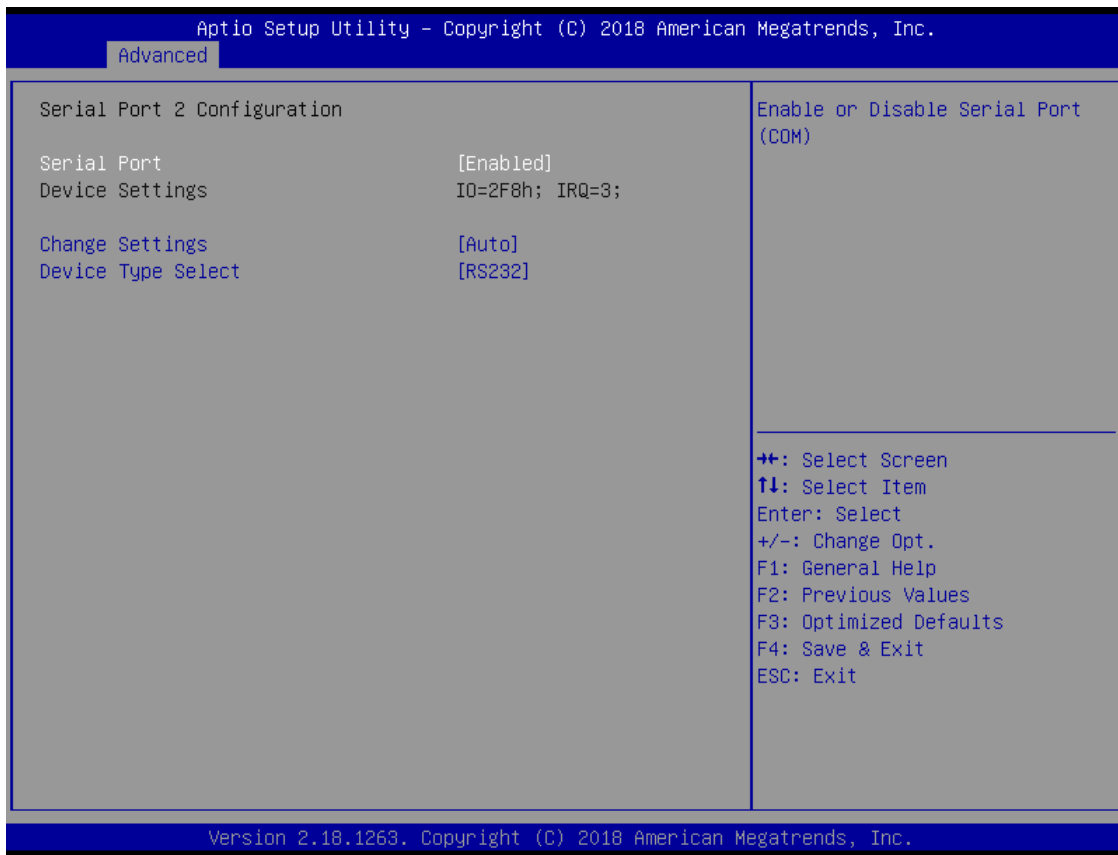 Aptio Setup Utility – Copyright (C) 2018 American Megatrends, Inc.
Advanced
Serial Port 2 Configuration
Serial Port [Enabled]
Device Settings IO=2F8h; IRQ=3;
Change Settings [Auto]
Device Type Select [RS232]
Enable or Disable Serial Port
(COM)
→←: Select Screen
↑↓: Select Item
Enter: Select
+/-: Change Opt.
F1: General Help
F2: Previous Values
F3: Optimized Defaults
F4: Save & Exit
ESC: Exit
Version 2.18.1263. Copyright (C) 2018 American Megatrends, Inc.